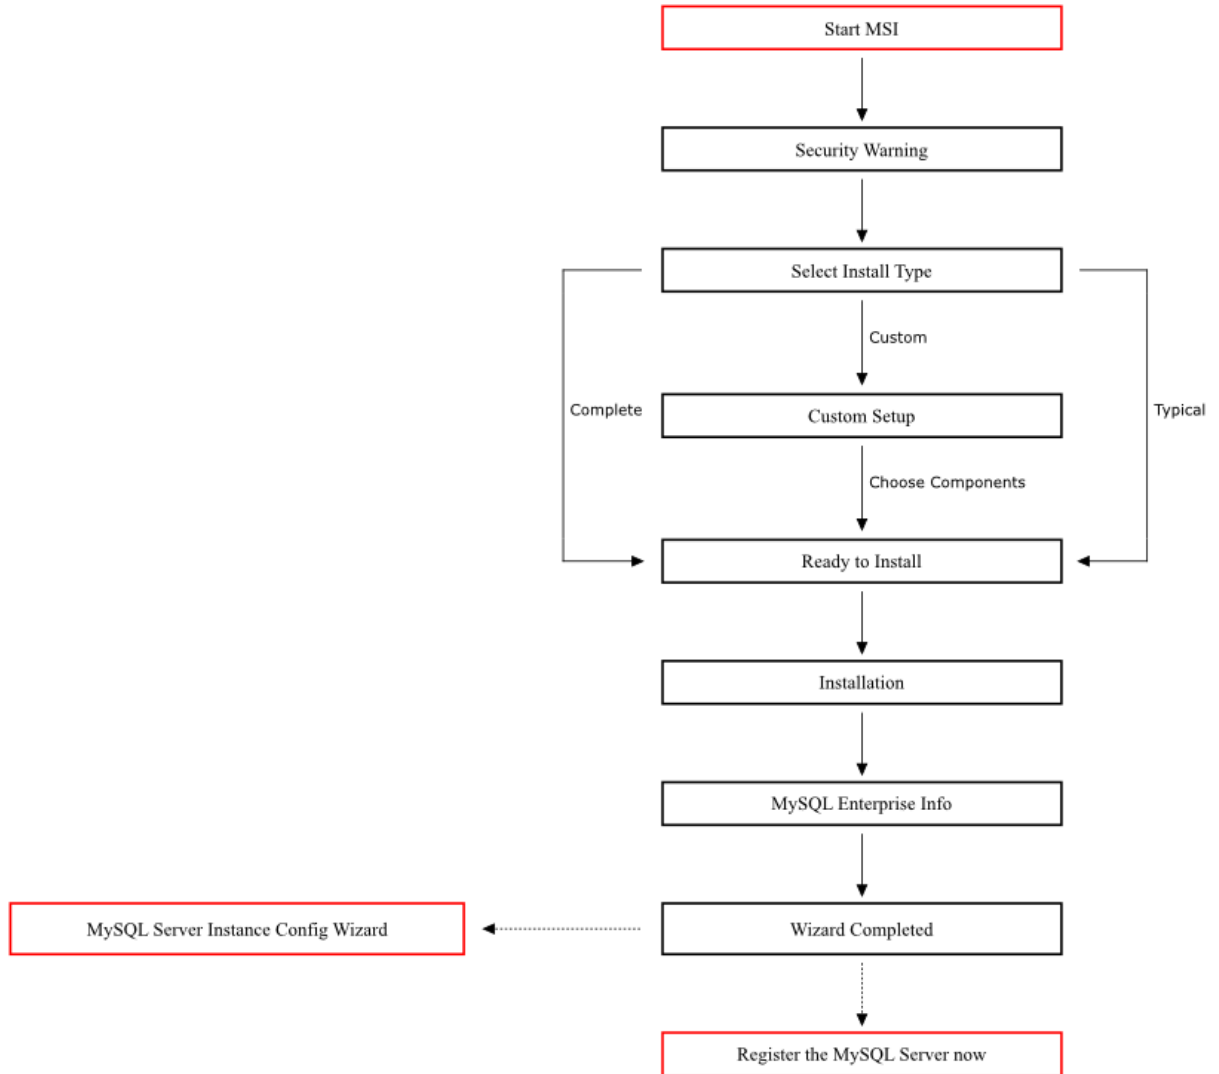 Start MSI
Security Warning
Select Install Type
Custom
Complete
Custom Setup
Typical
Choose Components
Ready to Install
Installation
MySQL Enterprise Info
MySQL Server Instance Config Wizard
Wizard Completed
Register the MySQL Server now